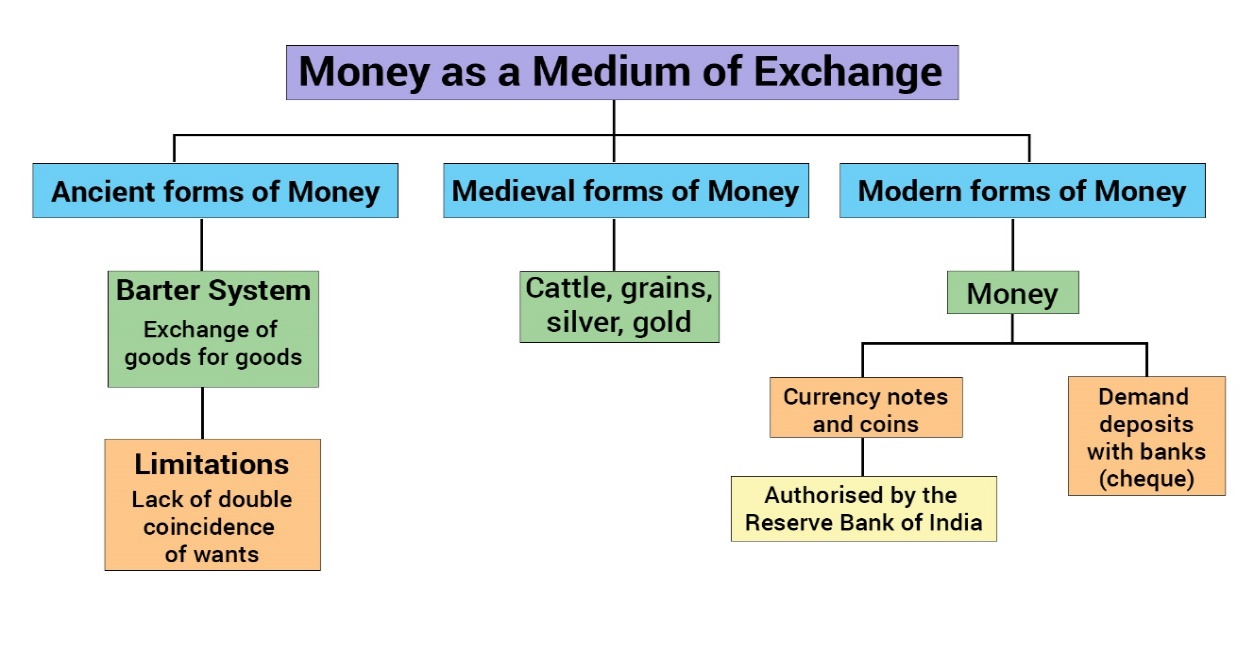 Money as a Medium of Exchange
Ancient forms of Money
Medieval forms of Money
Modern forms of Money
Barter System
Exchange of
goods for goods
Limitations
Lack of double
coincidence
of wants
Cattle, grains,
silver, gold
Money
Currency notes
and coins
Authorised by the
Reserve Bank of India
Demand
deposits
with banks
(cheque)